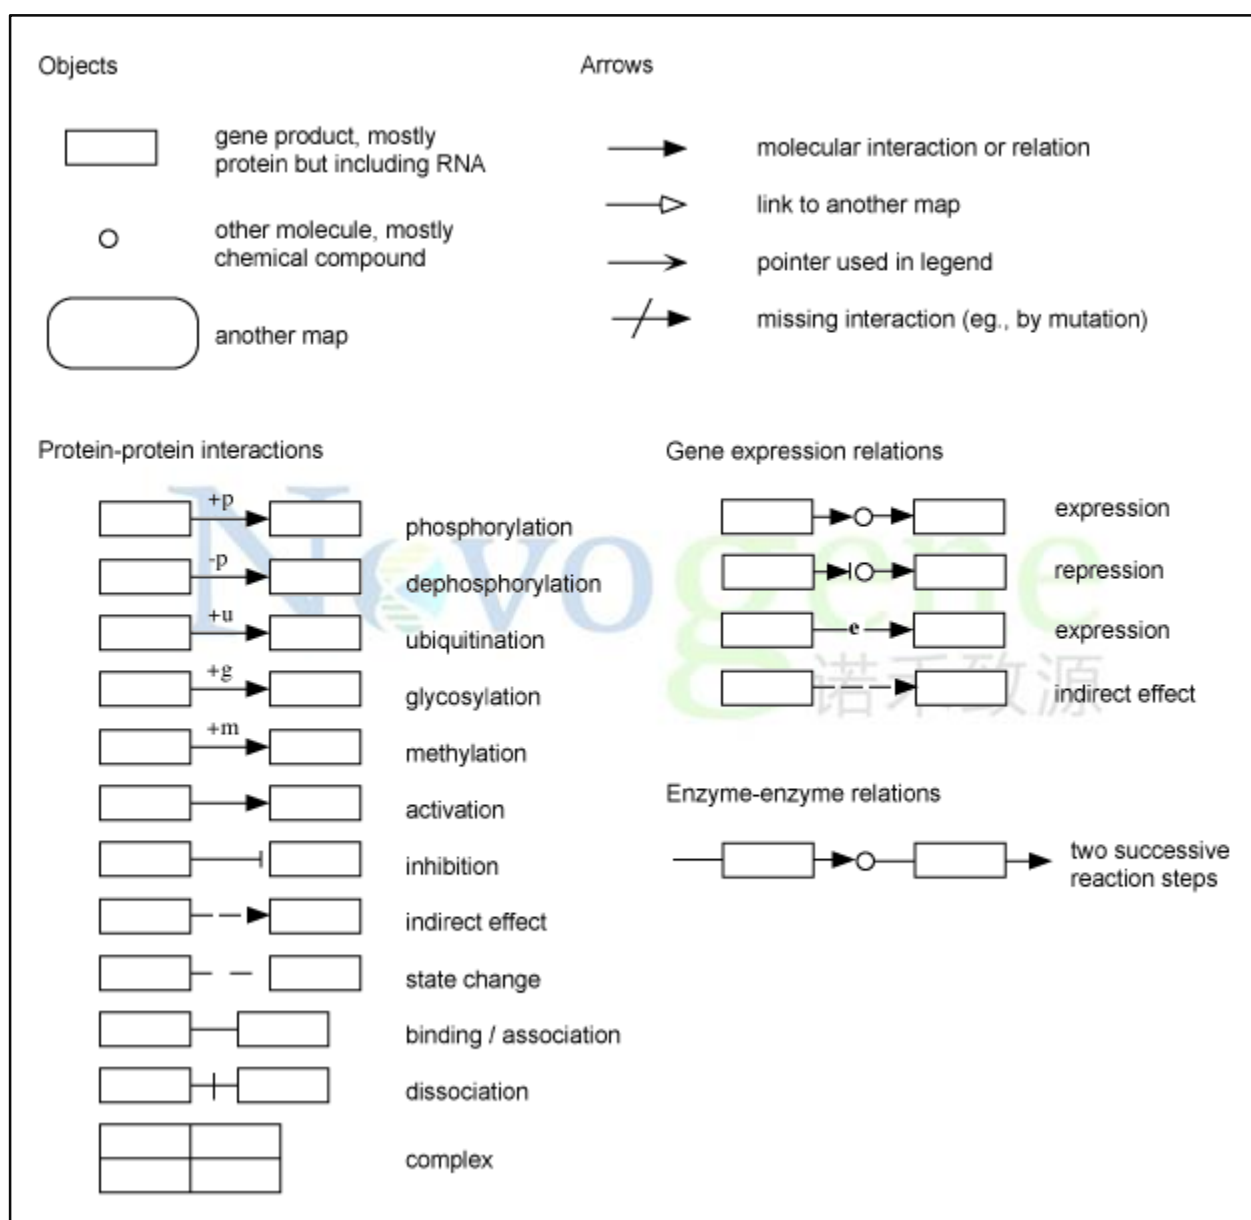 Objects
gene product, mostly
protein but including RNA
other molecule, mostly
chemical compound
another map
Arrows
molecular interaction or relation
link to another map
pointer used in legend
missing interaction (eg., by mutation)
Protein-protein interactions
+p
phosphorylation
-p
dephosphorylation
+u
ubiquitination
+g
glycosylation
+m
methylation
activation
inhibition
indirect effect
state change
binding / association
dissociation
complex
Gene expression relations
expression
repression
e
expression
indirect effect
Enzyme-enzyme relations
two successive
reaction steps
Novogene
诺禾致源